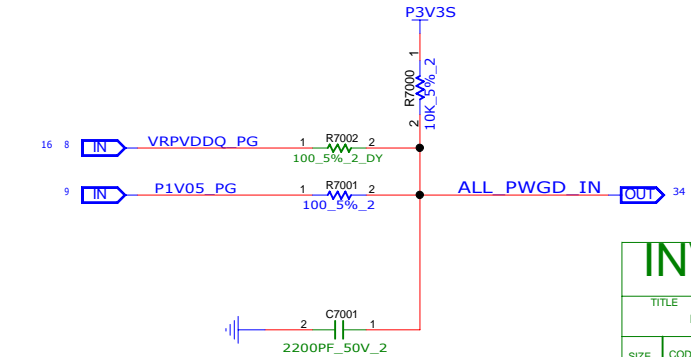 P3V3S
1
R7000
10K_5%_2
2
16 8 IN VRPVDDQ_PG 1 R7002 2
100_5%_2_DY
9 IN P1V05_PG 1 R7001 2 ALL_PWGD_IN OUT 34
100_5%_2
2 C7001 1
2200PF_50V_2
TITLE
SIZE